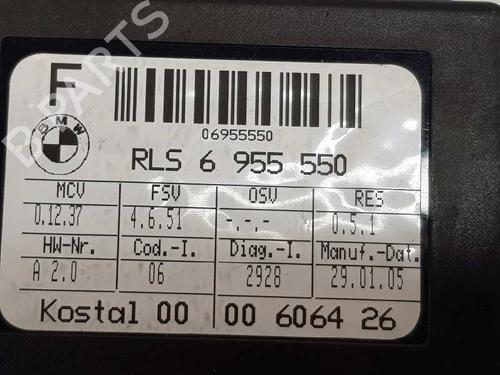 E
06955550
BMW
RLS 6 955 550
MCV FSV OSV RES
0.12.37 4.6.51 -.-.- 0.5.1
HW-Nr. Cod.-I. Diag.-I. Manuf.-Dat.
A 2.0 06 2928 29.01.05
Kostal 00 00 6064 26
B PARTS